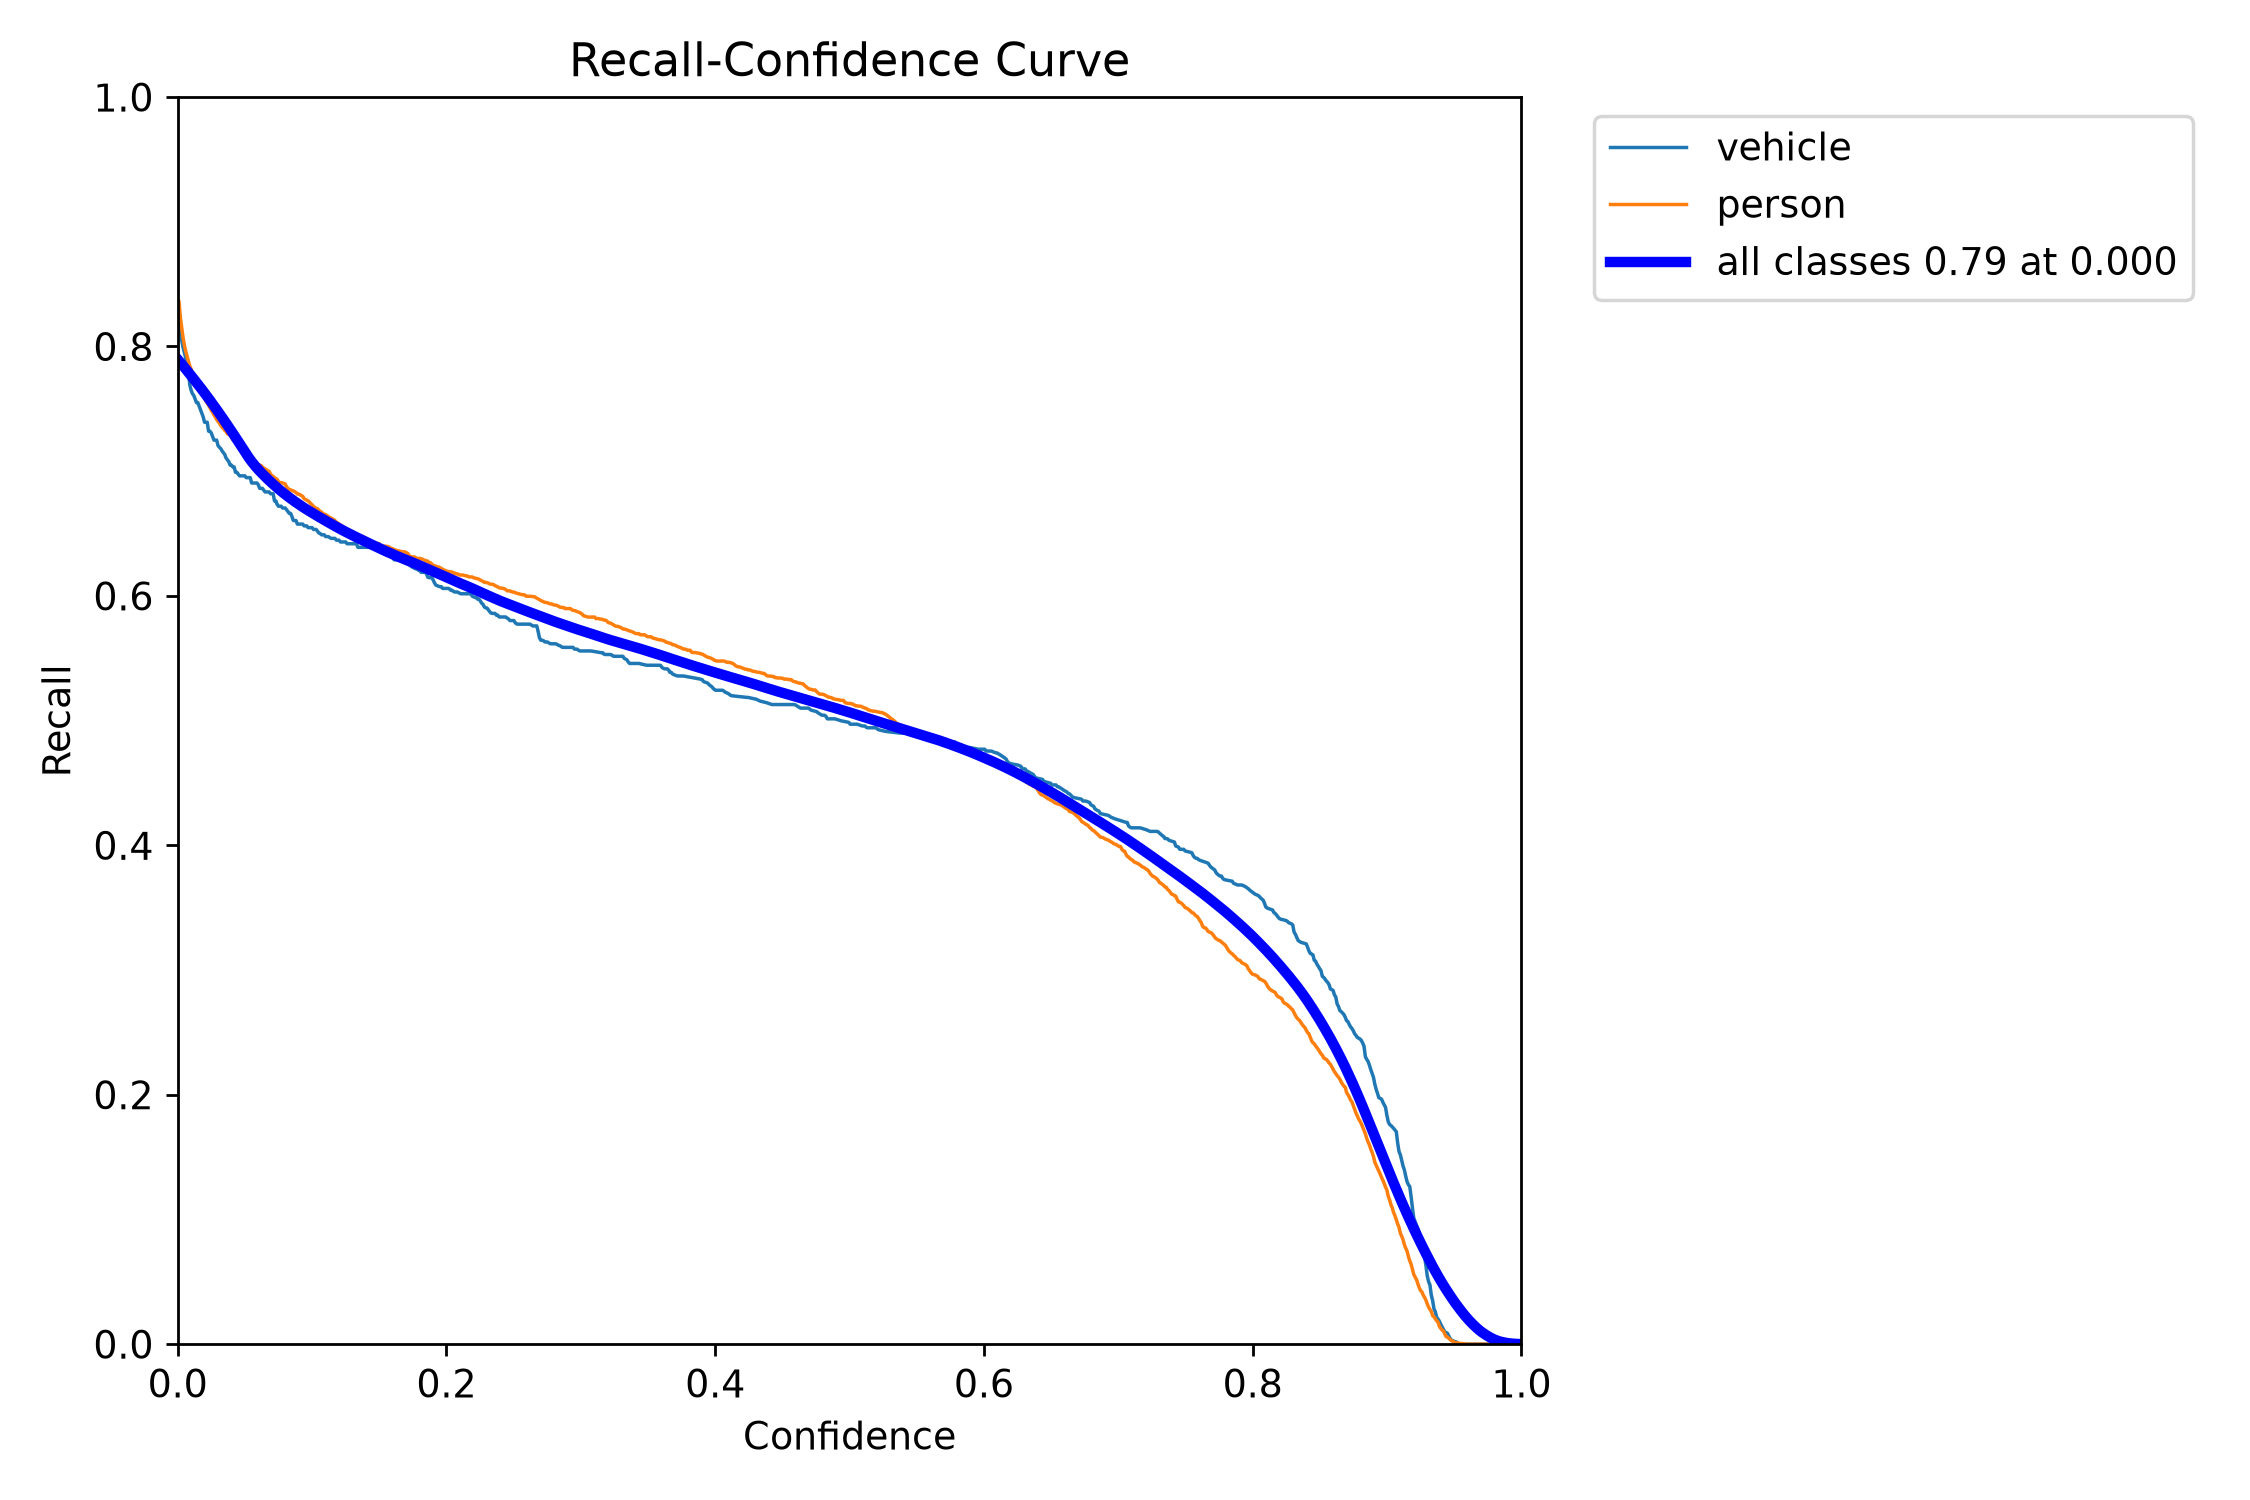 Recall-Confidence Curve
1.0
0.8
0.6
0.4
0.2
0.0
Recall
0.0 0.2 0.4 0.6 0.8 1.0
Confidence
vehicle
person
all classes 0.79 at 0.000